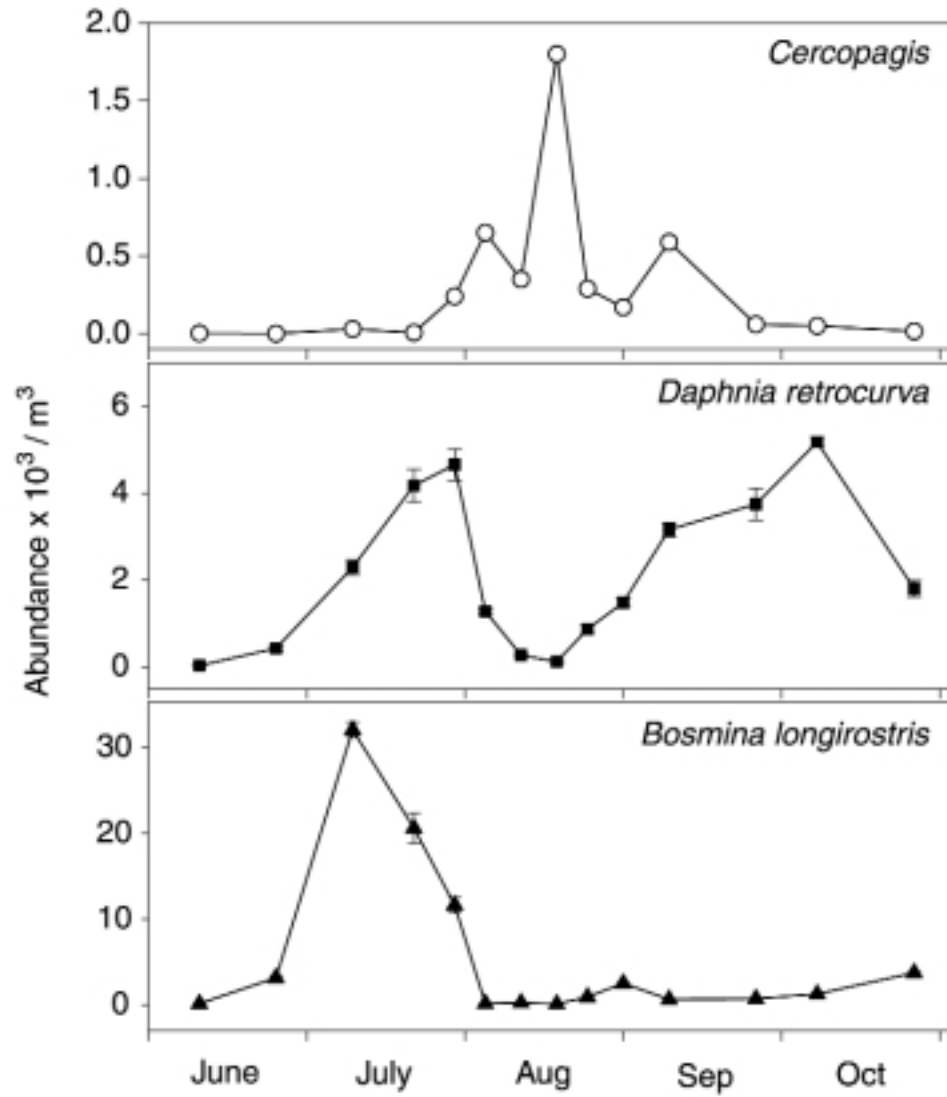 2.0
Cercopagis
1.5
1.0
0.5
0.0
Abundance x 10³ / m³
Daphnia retrocurva
6
4
2
0
Bosmina longirostris
30
20
10
0
June July Aug Sep Oct